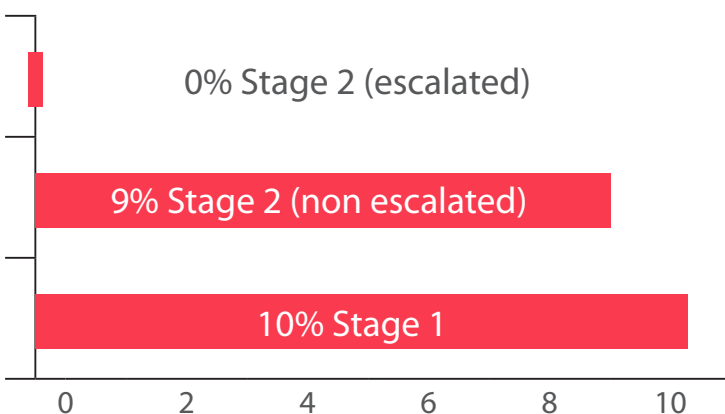 0% Stage 2 (escalated)
9% Stage 2 (non escalated)
10% Stage 1
0 2 4 6 8 10